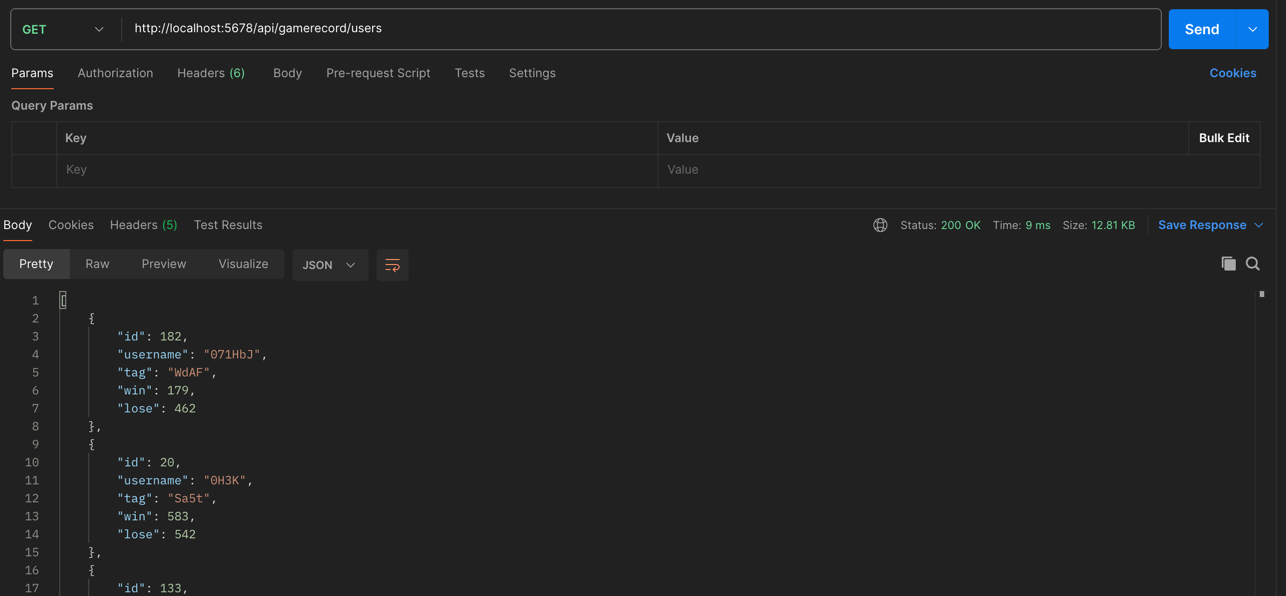 GET http://localhost:5678/api/gamerecord/users Send
Params Authorization Headers (6) Body Pre-request Script Tests Settings Cookies
Query Params
Key Value Bulk Edit
Key Value
Body Cookies Headers (5) Test Results Status: 200 OK Time: 9 ms Size: 12.81 KB Save Response
Pretty Raw Preview Visualize JSON
1 [
2 {
3 "id": 182,
4 "username": "071HbJ",
5 "tag": "WdAF",
6 "win": 179,
7 "lose": 462
8 },
9 {
10 "id": 20,
11 "username": "0H3K",
12 "tag": "Sa5t",
13 "win": 583,
14 "lose": 542
15 },
16 {
17 "id": 133,